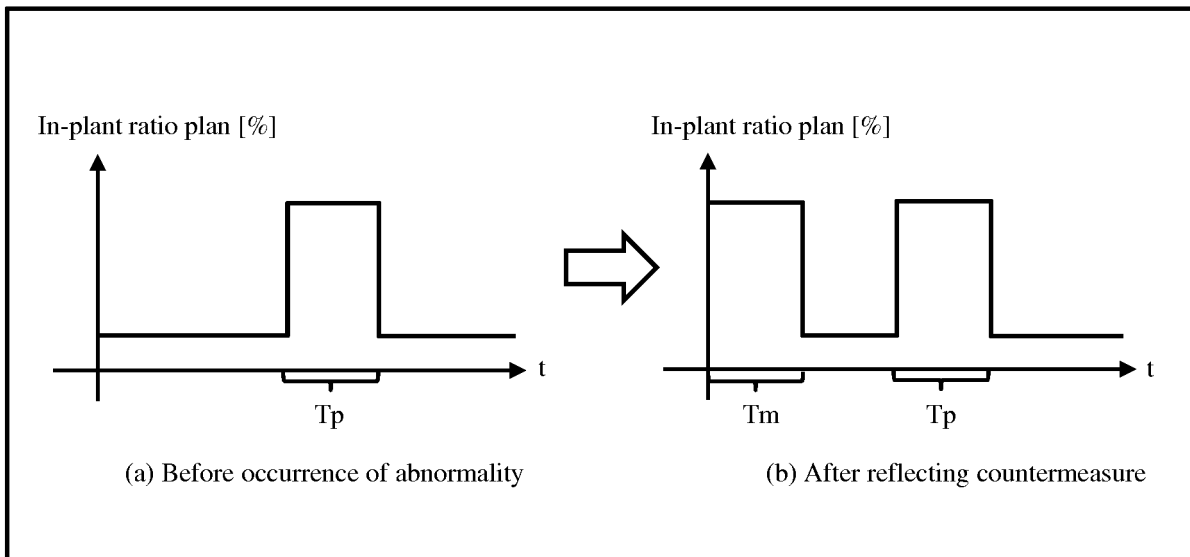 In-plant ratio plan [%]
t
Tp
(a) Before occurrence of abnormality
In-plant ratio plan [%]
t
Tm
Tp
(b) After reflecting countermeasure